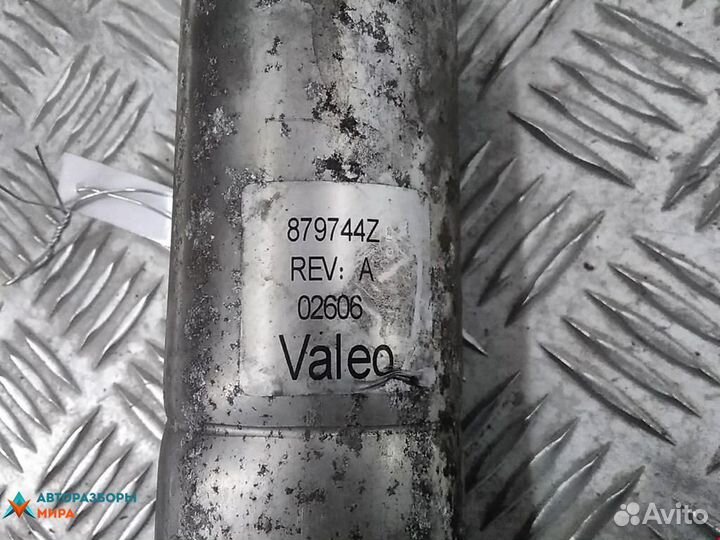 879744Z
REV: A
02606
Valeo
АВТОРАЗБОРЫ
МИРА
Avito